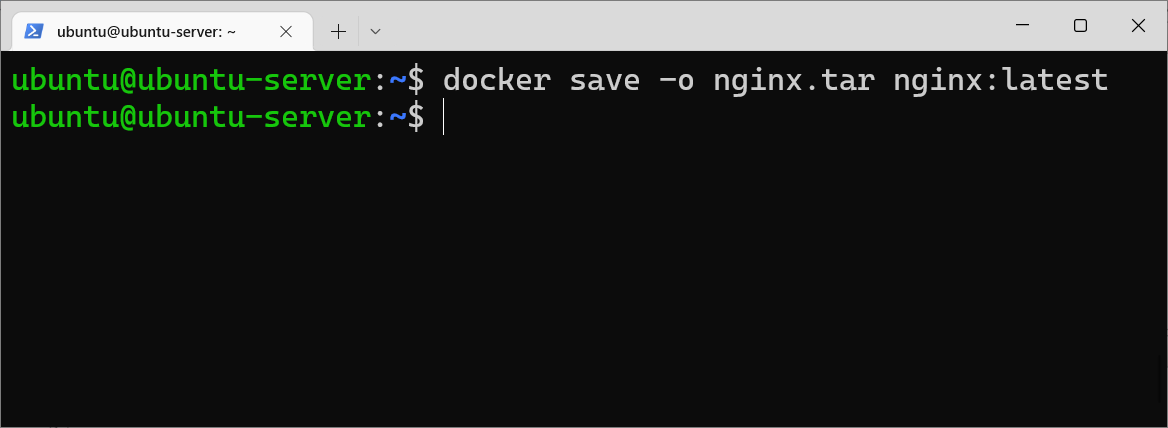 ubuntu@ubuntu-server: ~
ubuntu@ubuntu-server:~$ docker save -o nginx.tar nginx:latest
ubuntu@ubuntu-server:~$